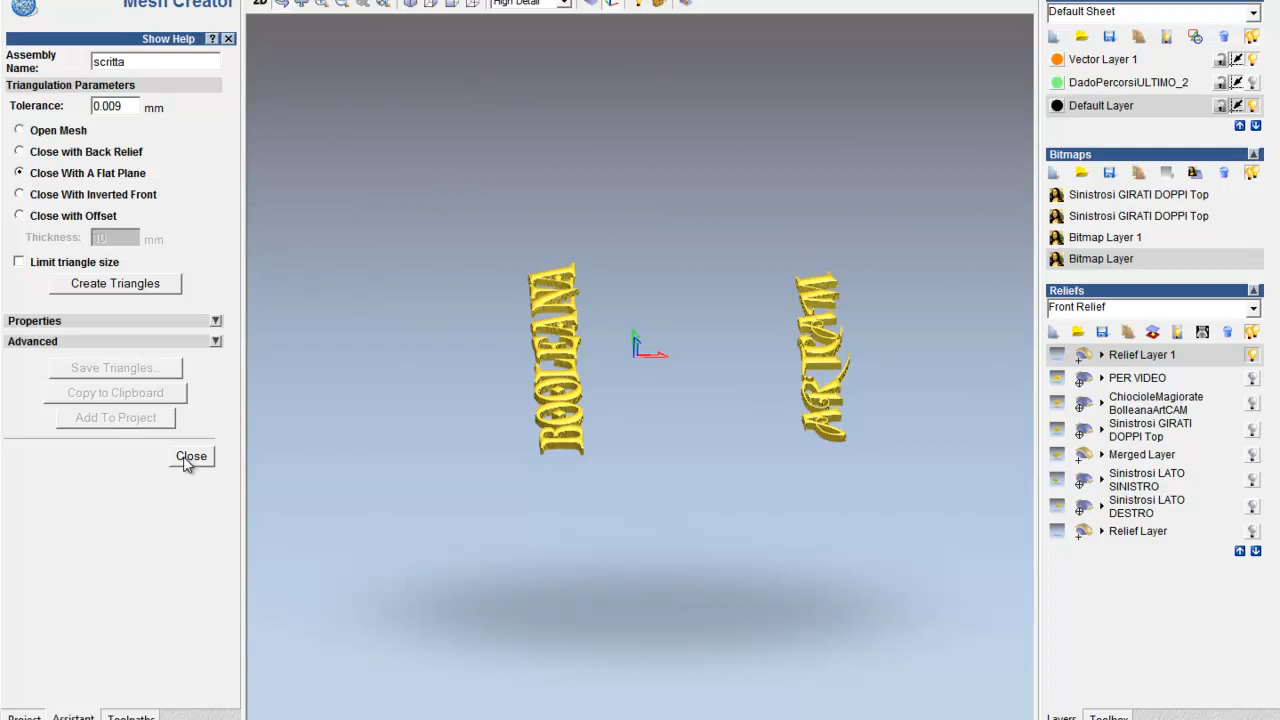 Mesh Creator
Show Help ? X
Assembly Name: scritta
Triangulation Parameters
Tolerance: 0.009 mm
Open Mesh
Close with Back Relief
Close With A Flat Plane
Close With Inverted Front
Close with Offset
Thickness: 10 mm
Limit triangle size
Create Triangles
Properties
Advanced
Save Triangles...
Copy to Clipboard
Add To Project
Close
Project Assistant Toolpaths
2D High Detail
BOOLEANA
ARTCAM
Default Sheet
Vector Layer 1
DadoPercorsiULTIMO_2
Default Layer
Bitmaps
Sinistrosi GIRATI DOPPI Top
Sinistrosi GIRATI DOPPI Top
Bitmap Layer 1
Bitmap Layer
Reliefs
Front Relief
Relief Layer 1
PER VIDEO
ChiocioleMagiorate
BolleanaArtCAM
Sinistrosi GIRATI
DOPPI Top
Merged Layer
Sinistrosi LATO
SINISTRO
Sinistrosi LATO
DESTRO
Relief Layer
Layers Toolbox